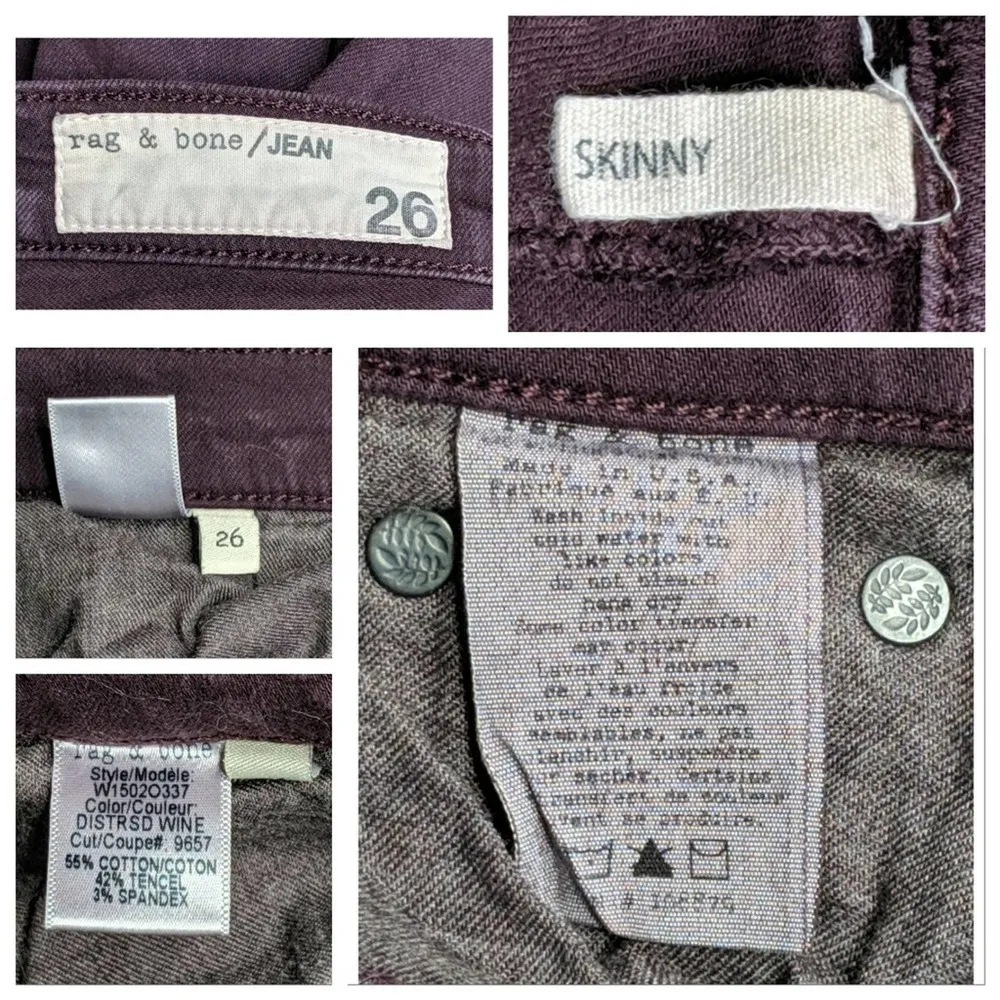 rag & bone/JEAN
26
SKINNY
26
rag & bone
Style/Modèle:
W1502O337
Color/Couleur:
DISTRSD WINE
Cut/Coupe#: 9657
55% COTTON/COTON
42% TENCEL
3% SPANDEX
rag & bone
Made in U.S.A.
Fabriqué aux
Wash inside out
cold water with
like colors
do not bleach
hang dry
Some color transfer
may occur/
Laver à l'envers
de l'eau froide
avec des couleurs
semblables, ne pas
blanchir, suspendre
sécher. Certains
transfers de couleur
se produire.